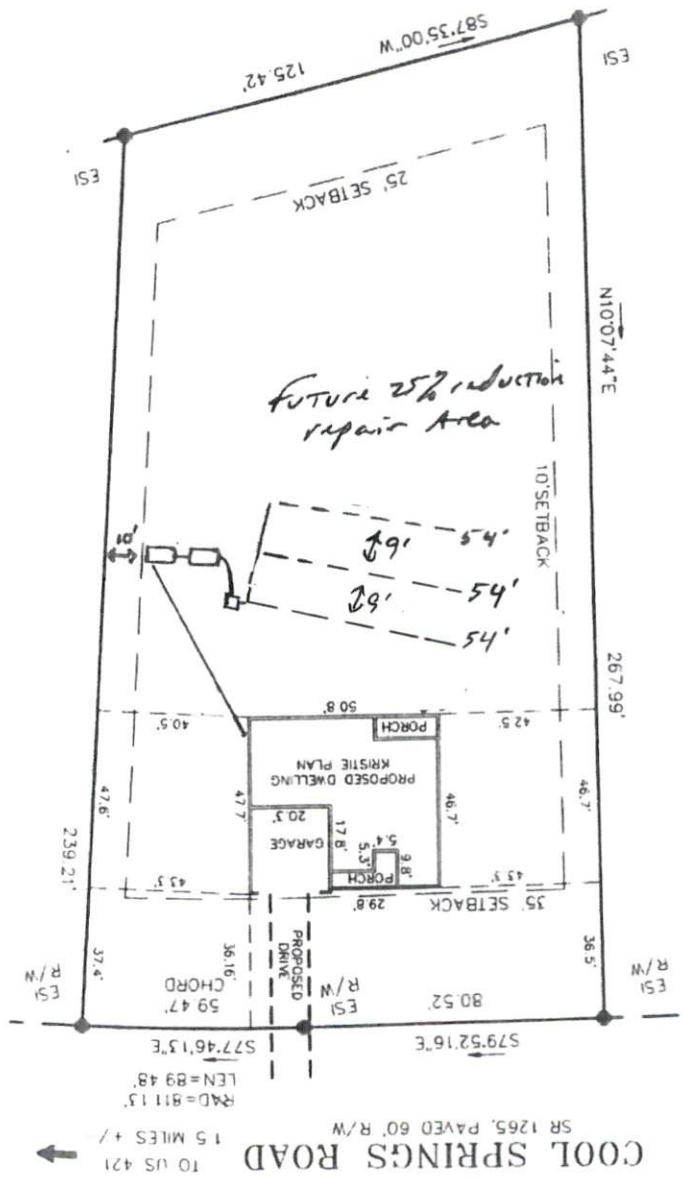 COOL SPRINGS ROAD
SR 1265, PAVED 60' R/W
TO US 421
1.5 MILES +/-
RAD=811.13'
LEN=89.48'
S77°46'13"E
S79°52'16"E
59.47'
CHORD
80.52'
ESI
R/W
ESI
R/W
ESI
R/W
37.4'
36.16'
36.5'
PROPOSED
DRIVE
35' SETBACK
29.8'
43.3'
43.3'
239.21'
267.99'
PORCH
9.8'
5.3'
5.4'
GARAGE
17.8'
20.3'
47.6'
47.7'
46.7'
46.7'
PROPOSED DWELLING
KRISTIE PLAN
PORCH
50.8'
40.5'
42.5'
54'
9'
54'
9'
54'
10'
10' SETBACK
Future 25% reduction
repair Area
N10°07'44"E
25' SETBACK
125.42'
S87°35'00"W
ESI
ESI